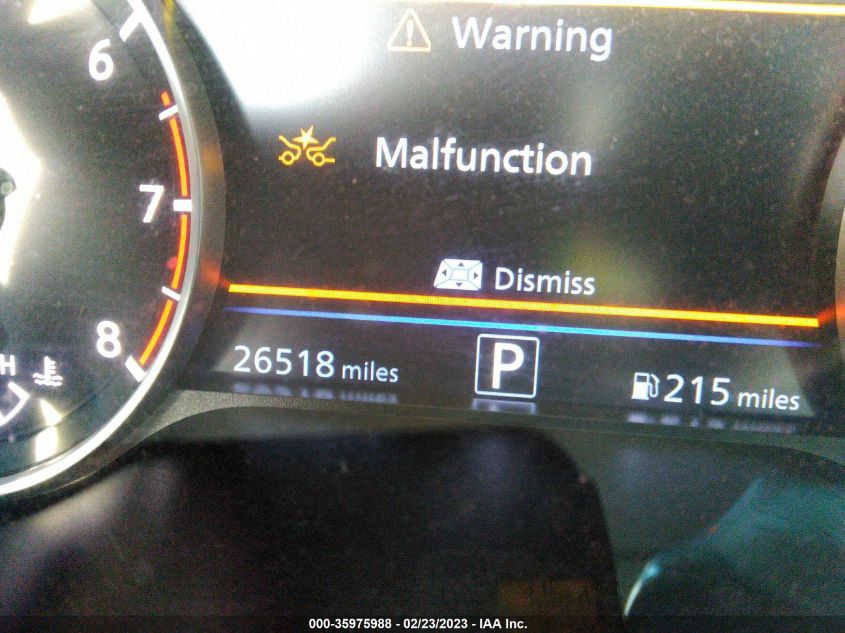 6
Warning
Malfunction
7
Dismiss
8
H
26518 miles
P
215 miles
000-35975988 - 02/23/2023 - IAA Inc.